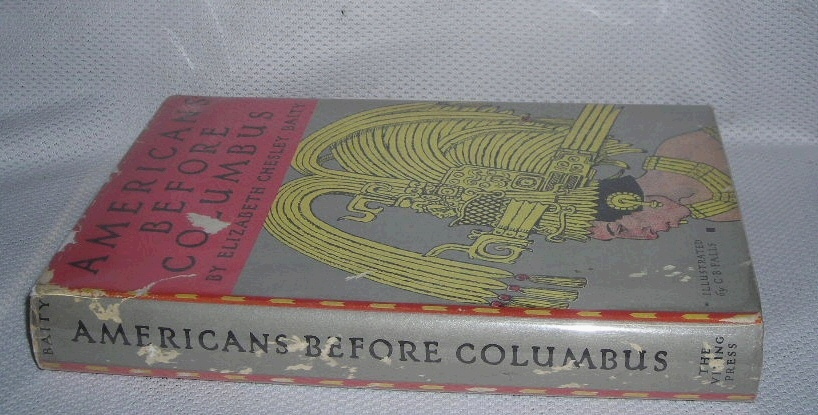 AMERICANS
BEFORE
COLUMBUS
BY ELIZABETH CHESLEY BAITY
ILLUSTRATED
by C B FALLS
BAITY
AMERICANS BEFORE COLUMBUS
THE
VIKING
PRESS